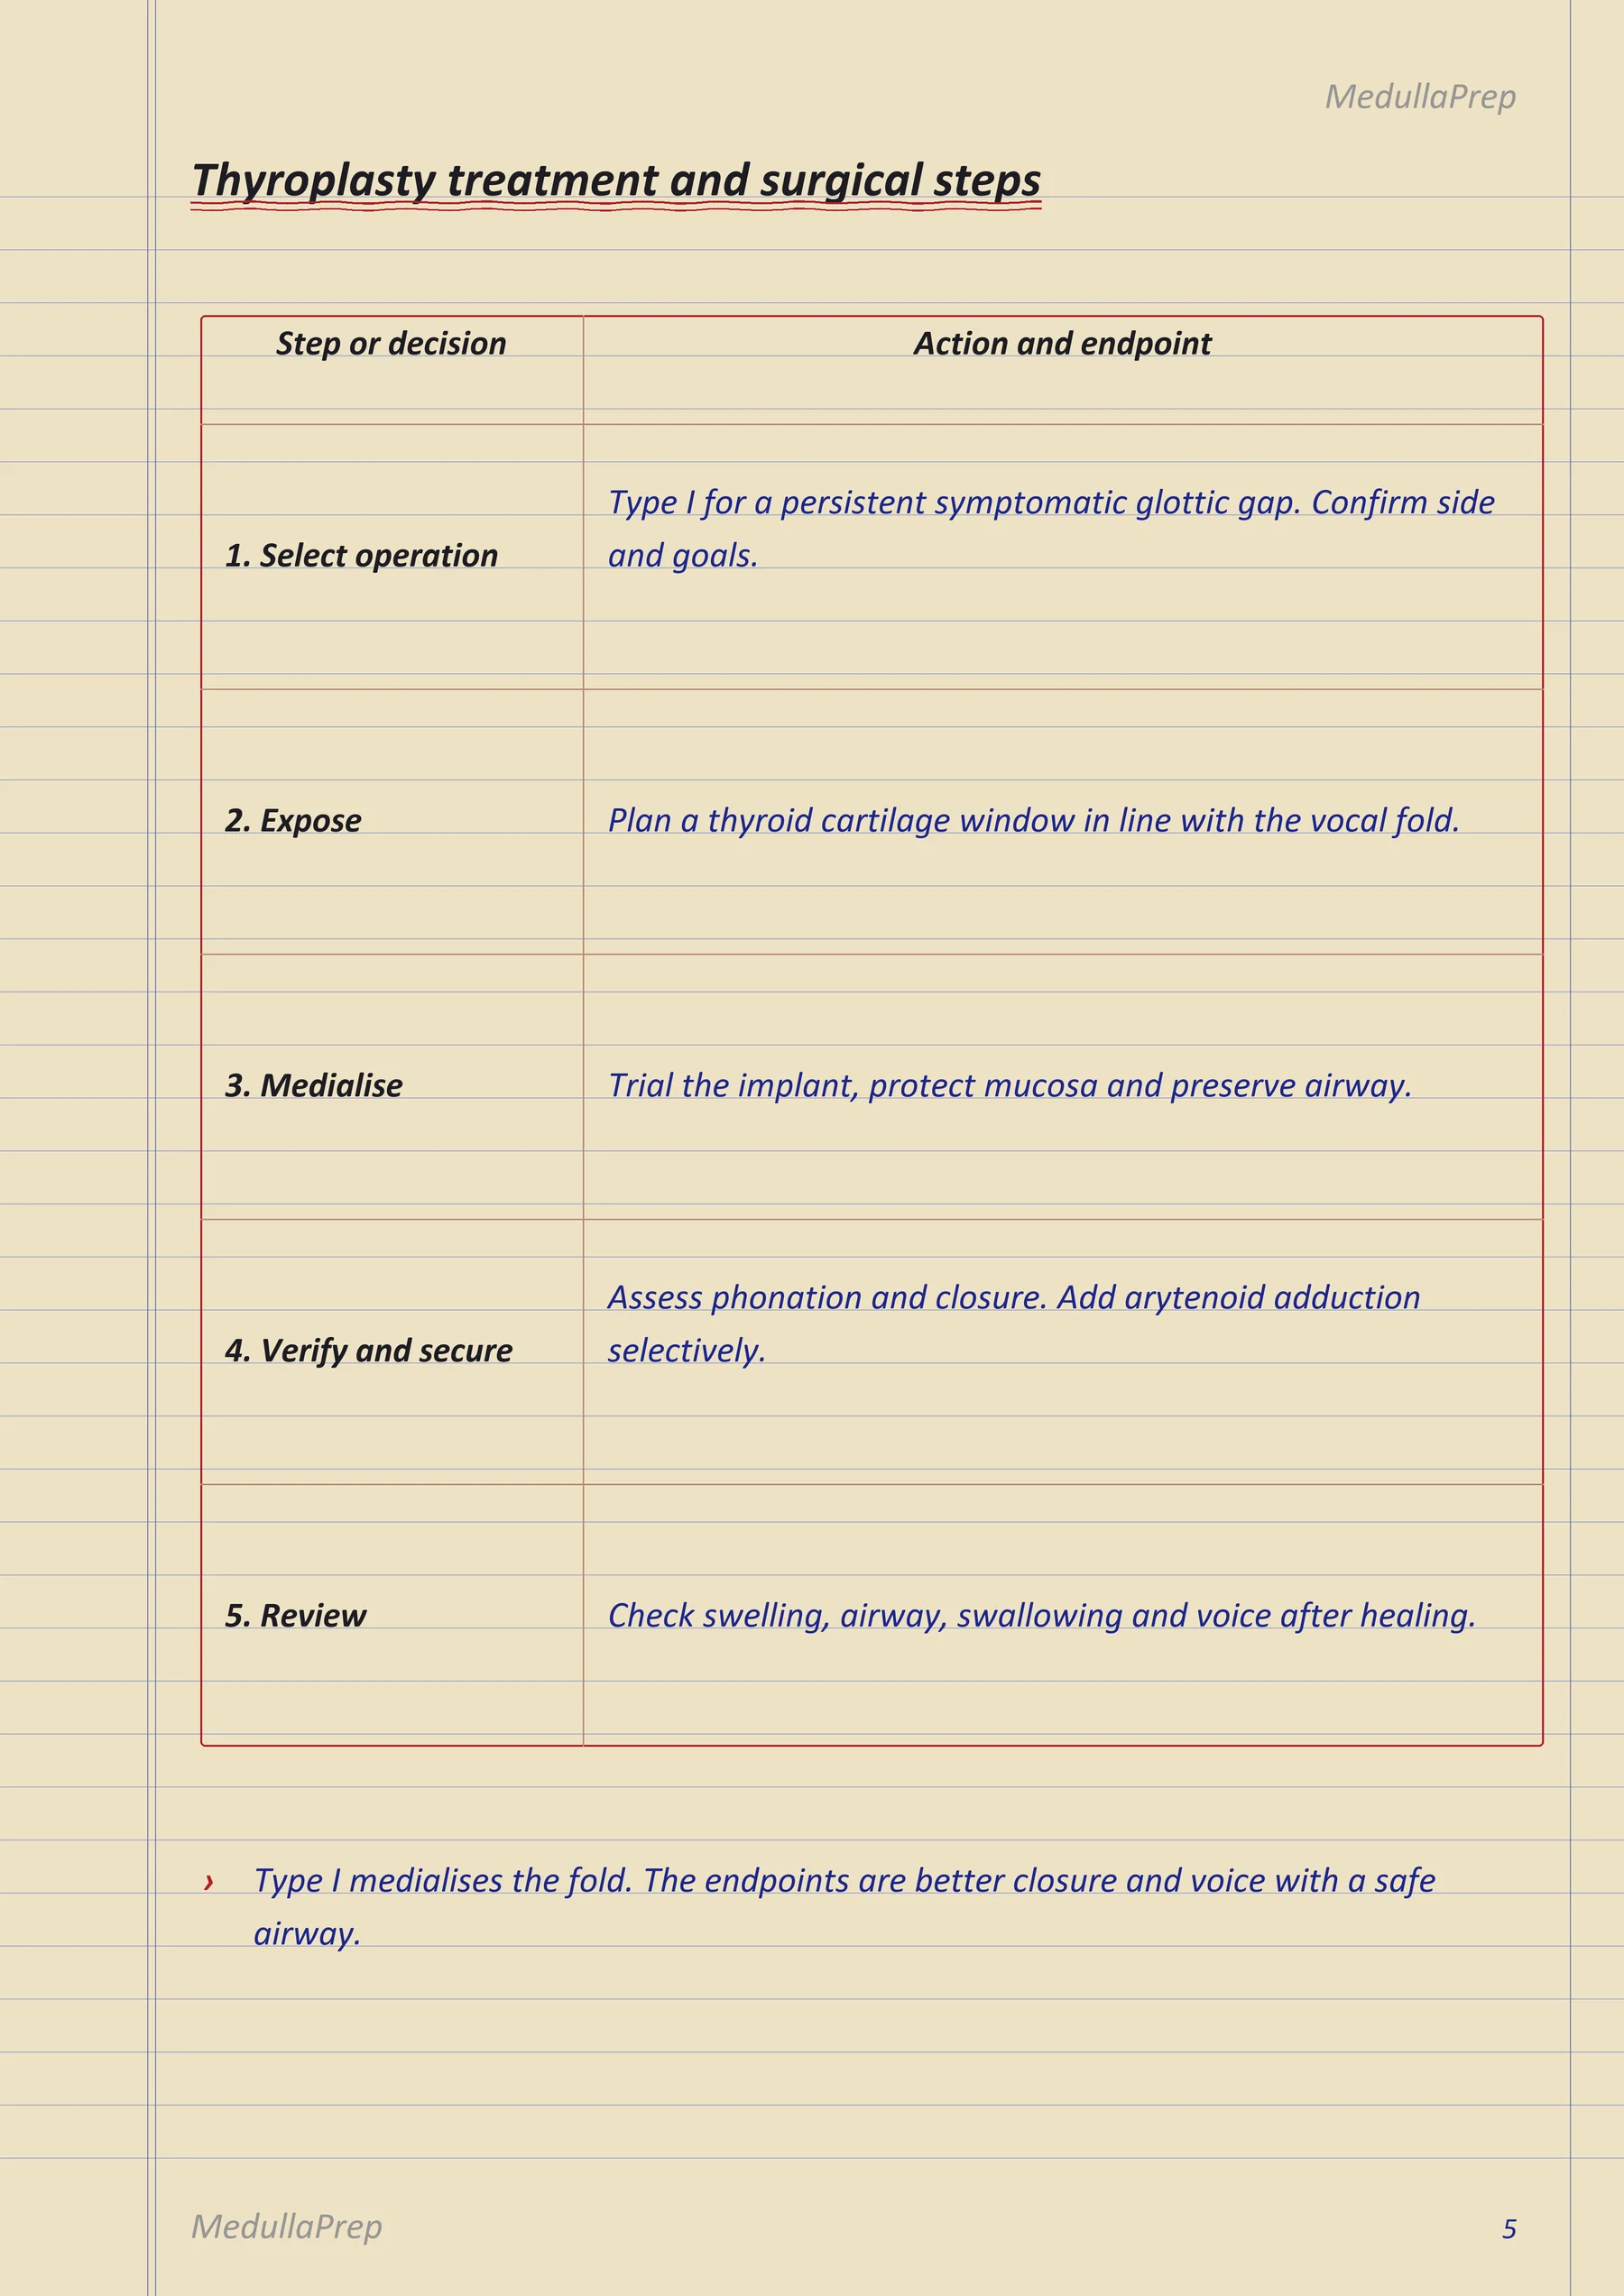 MedullaPrep
Thyroplasty treatment and surgical steps
Step or decision
Action and endpoint
1. Select operation
Type I for a persistent symptomatic glottic gap. Confirm side
and goals.
2. Expose
Plan a thyroid cartilage window in line with the vocal fold.
3. Medialise
Trial the implant, protect mucosa and preserve airway.
4. Verify and secure
Assess phonation and closure. Add arytenoid adduction
selectively.
5. Review
Check swelling, airway, swallowing and voice after healing.
› Type I medialises the fold. The endpoints are better closure and voice with a safe
airway.
MedullaPrep
5